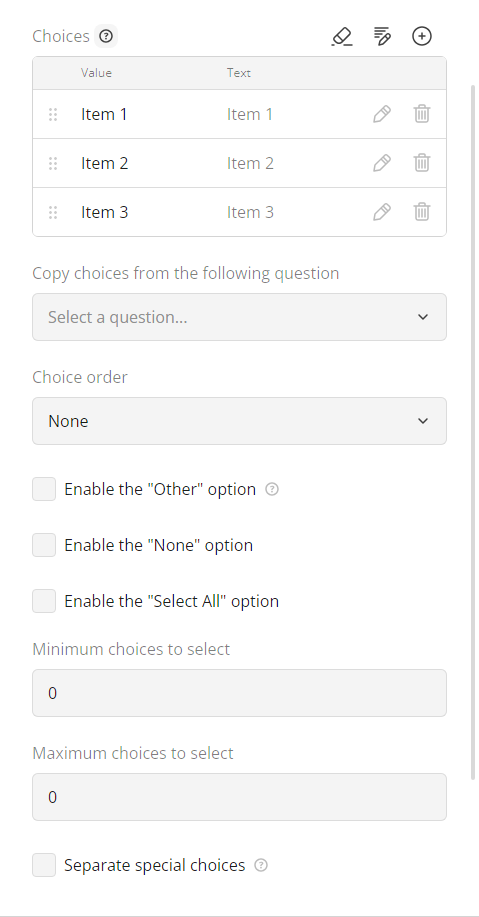 Choices
Value Text
Item 1 Item 1
Item 2 Item 2
Item 3 Item 3
Copy choices from the following question
Select a question...
Choice order
None
Enable the "Other" option
Enable the "None" option
Enable the "Select All" option
Minimum choices to select
0
Maximum choices to select
0
Separate special choices